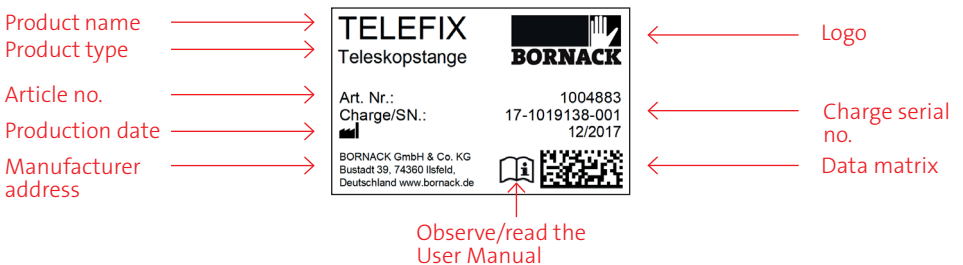 Product name
Product type
Article no.
Production date
Manufacturer
address
TELEFIX
Teleskopstange
BORNACK
Art. Nr.: 1004883
Charge/SN.: 17-1019138-001
12/2017
BORNACK GmbH & Co. KG
Bustadt 39, 74360 Ilsfeld,
Deutschland www.bornack.de
Logo
Charge serial
no.
Data matrix
Observe/read the
User Manual